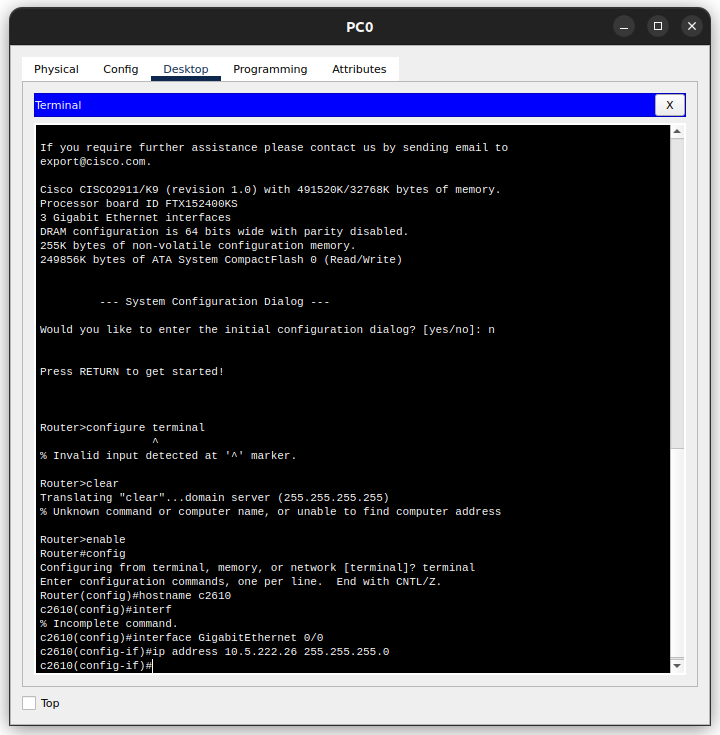 PC0
Physical Config Desktop Programming Attributes
Terminal X
If you require further assistance please contact us by sending email to
export@cisco.com.
Cisco CISCO2911/K9 (revision 1.0) with 491520K/32768K bytes of memory.
Processor board ID FTX152400KS
3 Gigabit Ethernet interfaces
DRAM configuration is 64 bits wide with parity disabled.
255K bytes of non-volatile configuration memory.
249856K bytes of ATA System CompactFlash 0 (Read/Write)
--- System Configuration Dialog ---
Would you like to enter the initial configuration dialog? [yes/no]: n
Press RETURN to get started!
Router>configure terminal
^
% Invalid input detected at '^' marker.
Router>clear
Translating "clear"...domain server (255.255.255.255)
% Unknown command or computer name, or unable to find computer address
Router>enable
Router#config
Configuring from terminal, memory, or network [terminal]? terminal
Enter configuration commands, one per line.  End with CNTL/Z.
Router(config)#hostname c2610
c2610(config)#interf
% Incomplete command.
c2610(config)#interface GigabitEthernet 0/0
c2610(config-if)#ip address 10.5.222.26 255.255.255.0
c2610(config-if)#
Top